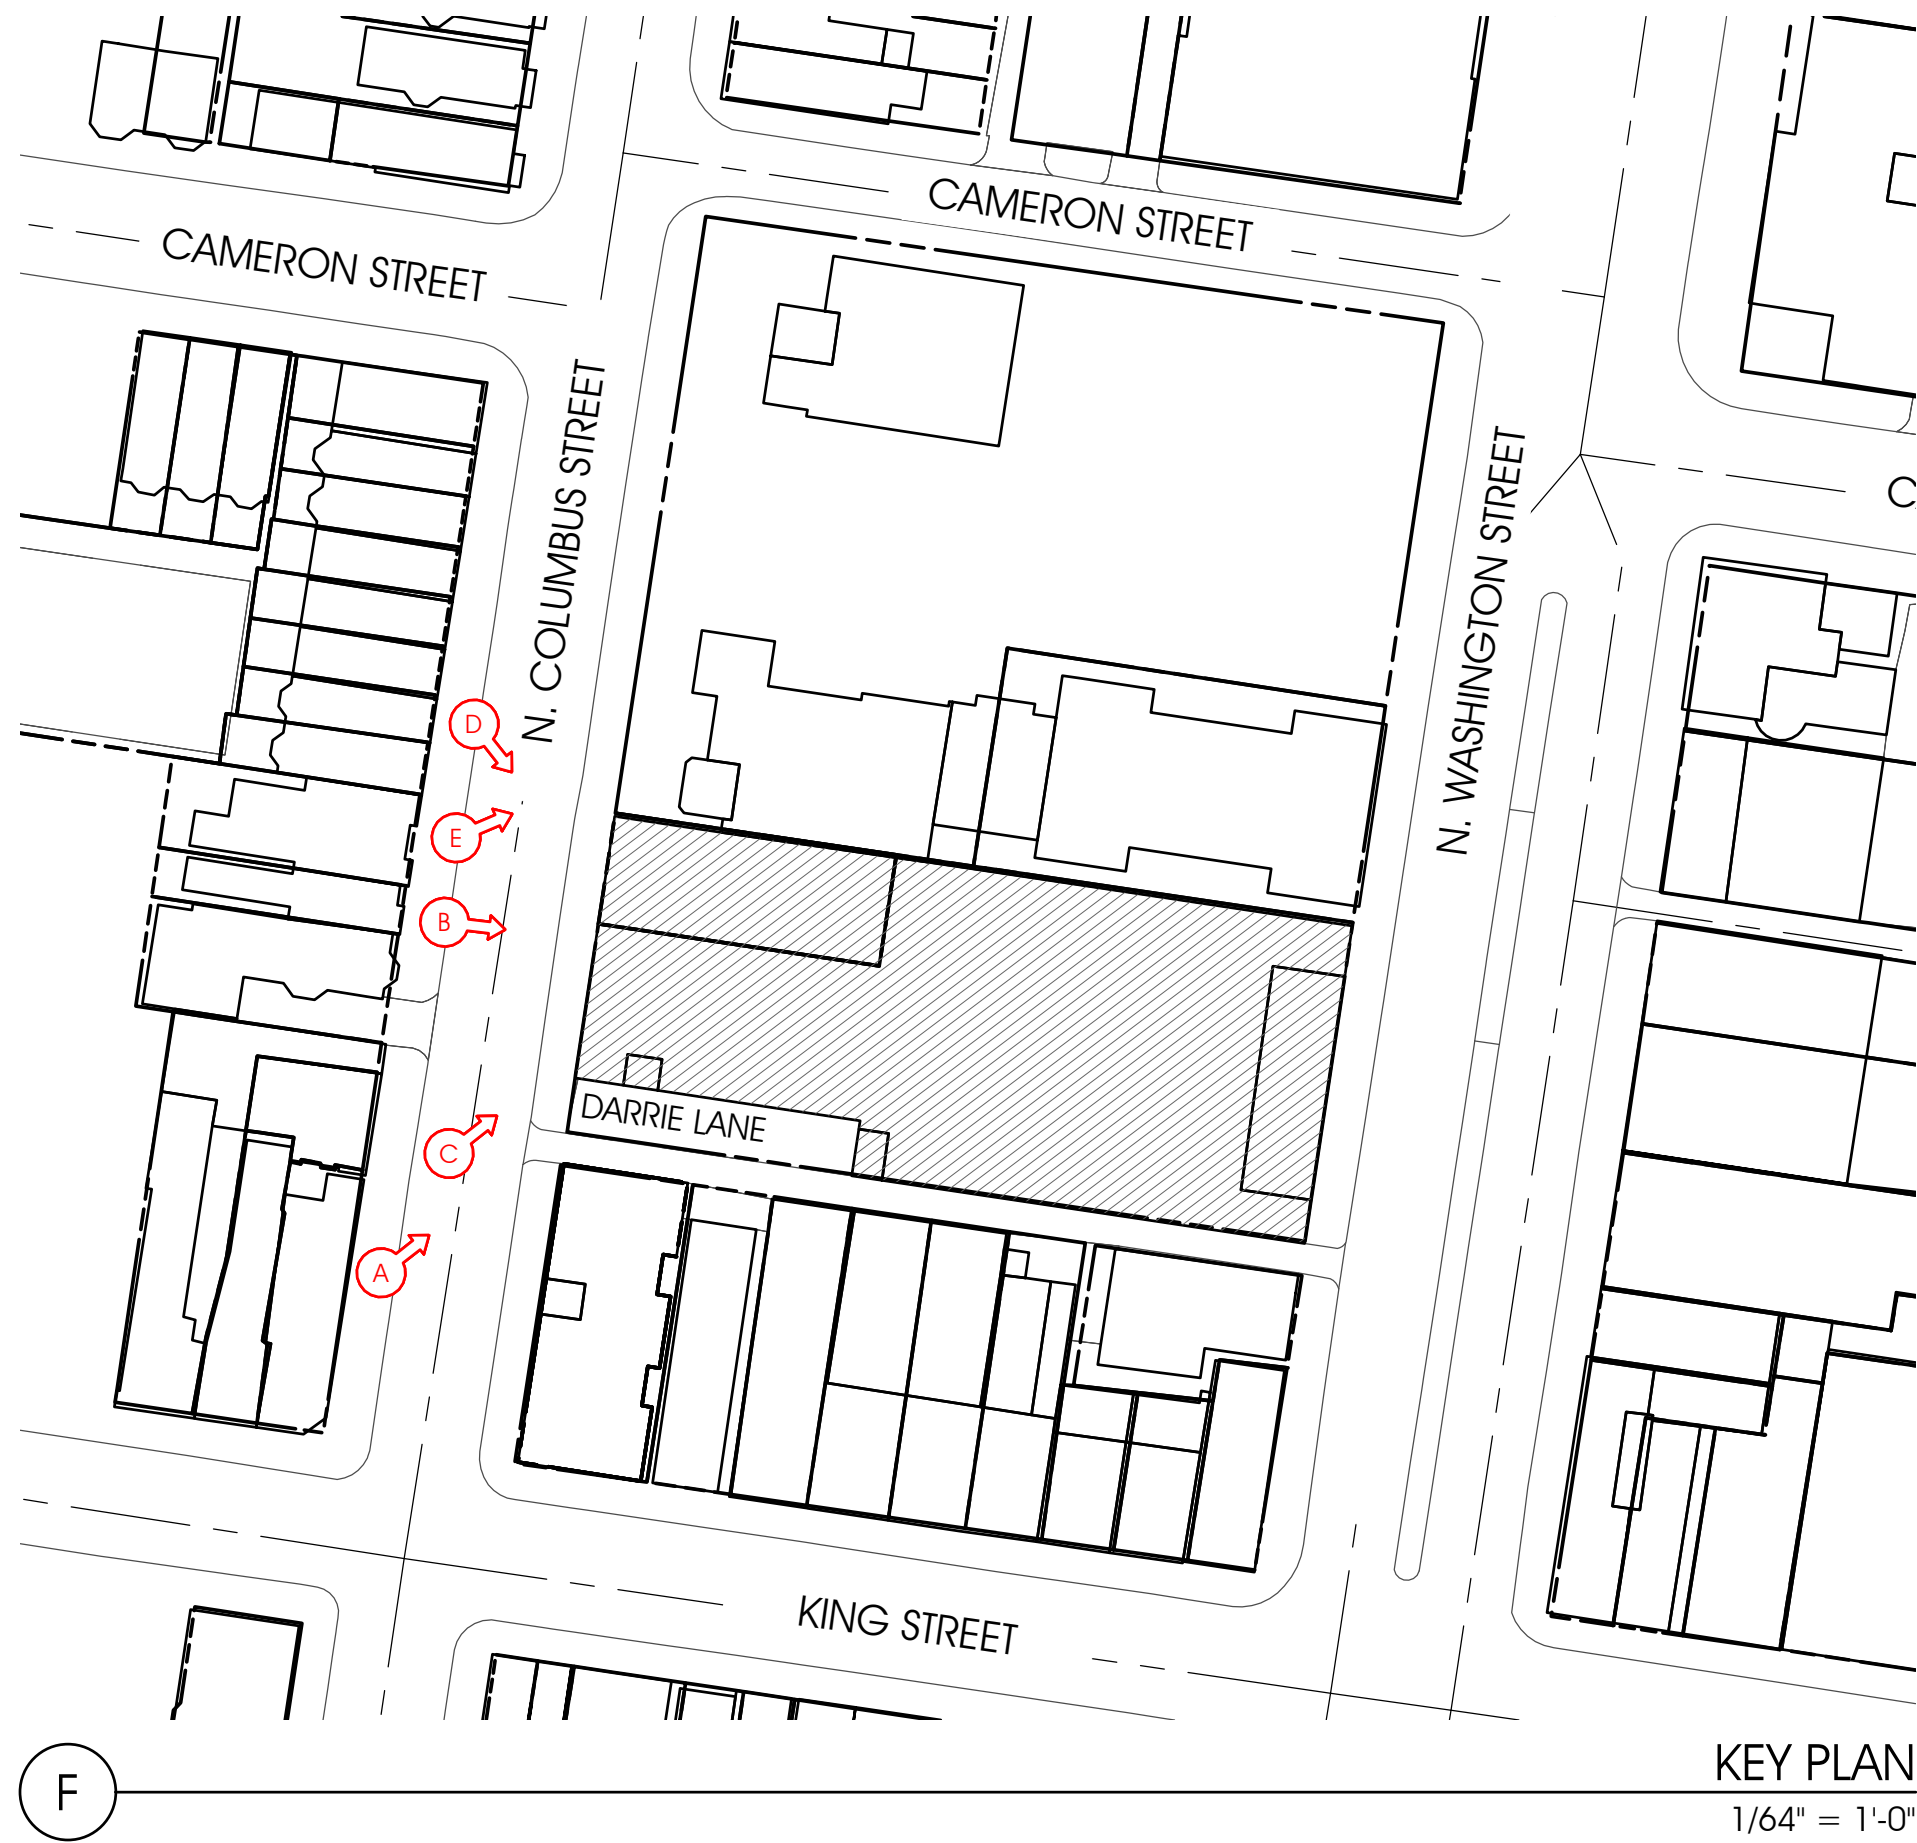 CAMERON STREET
CAMERON STREET
N. COLUMBUS STREET
N. WASHINGTON STREET
C
D
E
B
DARRIE LANE
C
A
KING STREET
F
KEY PLAN
1/64" = 1'-0"